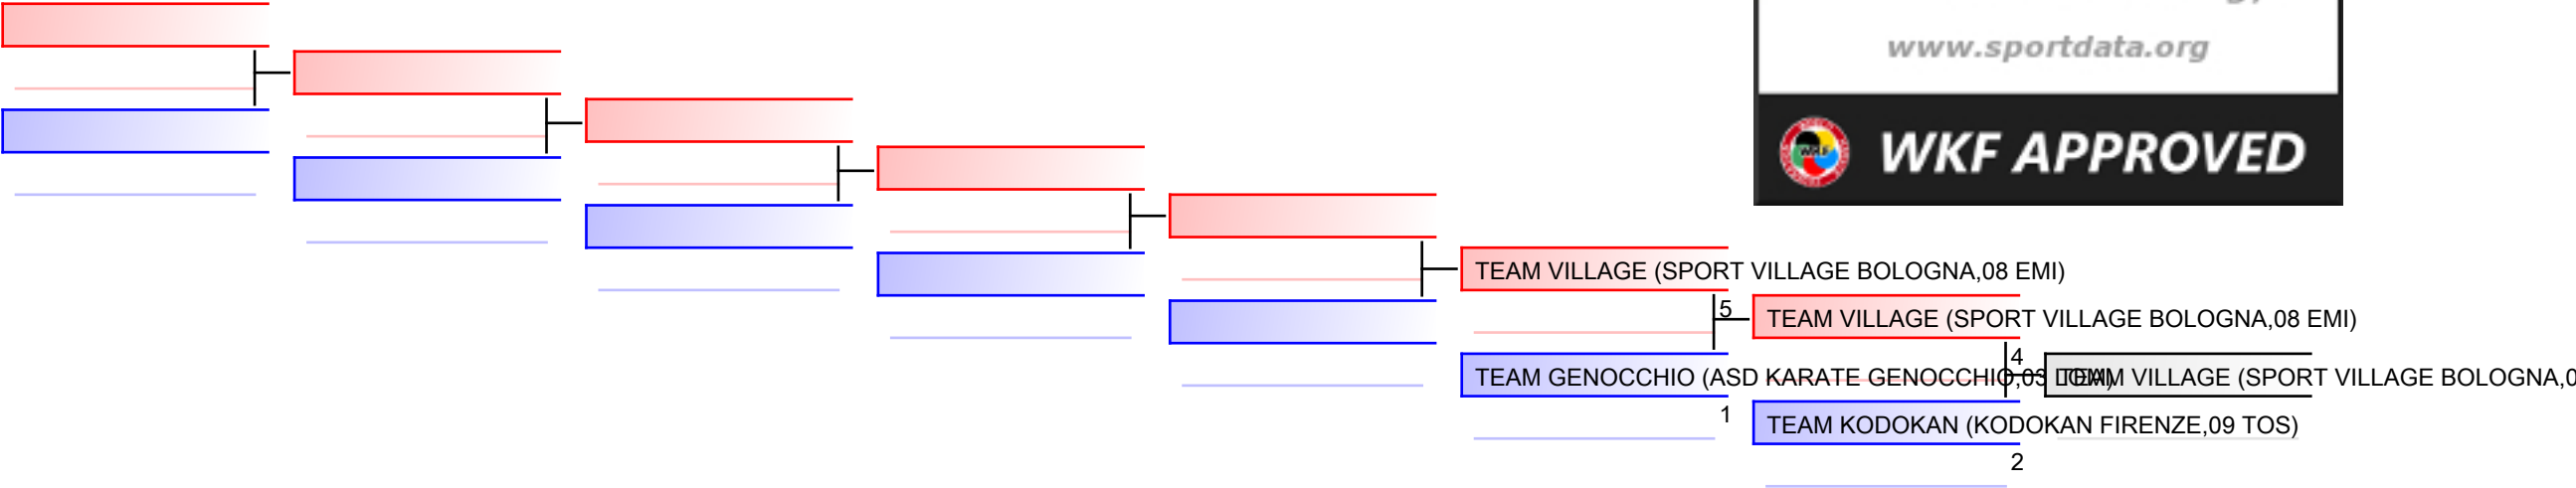 www.sportdata.org
WKF APPROVED
TEAM VILLAGE (SPORT VILLAGE BOLOGNA,08 EMI)
5
TEAM VILLAGE (SPORT VILLAGE BOLOGNA,08 EMI)
4
TEAM GENOCCHIO (ASD KARATE GENOCCHIO,03 LOM)
TEAM VILLAGE (SPORT VILLAGE BOLOGNA,0
1
TEAM KODOKAN (KODOKAN FIRENZE,09 TOS)
2